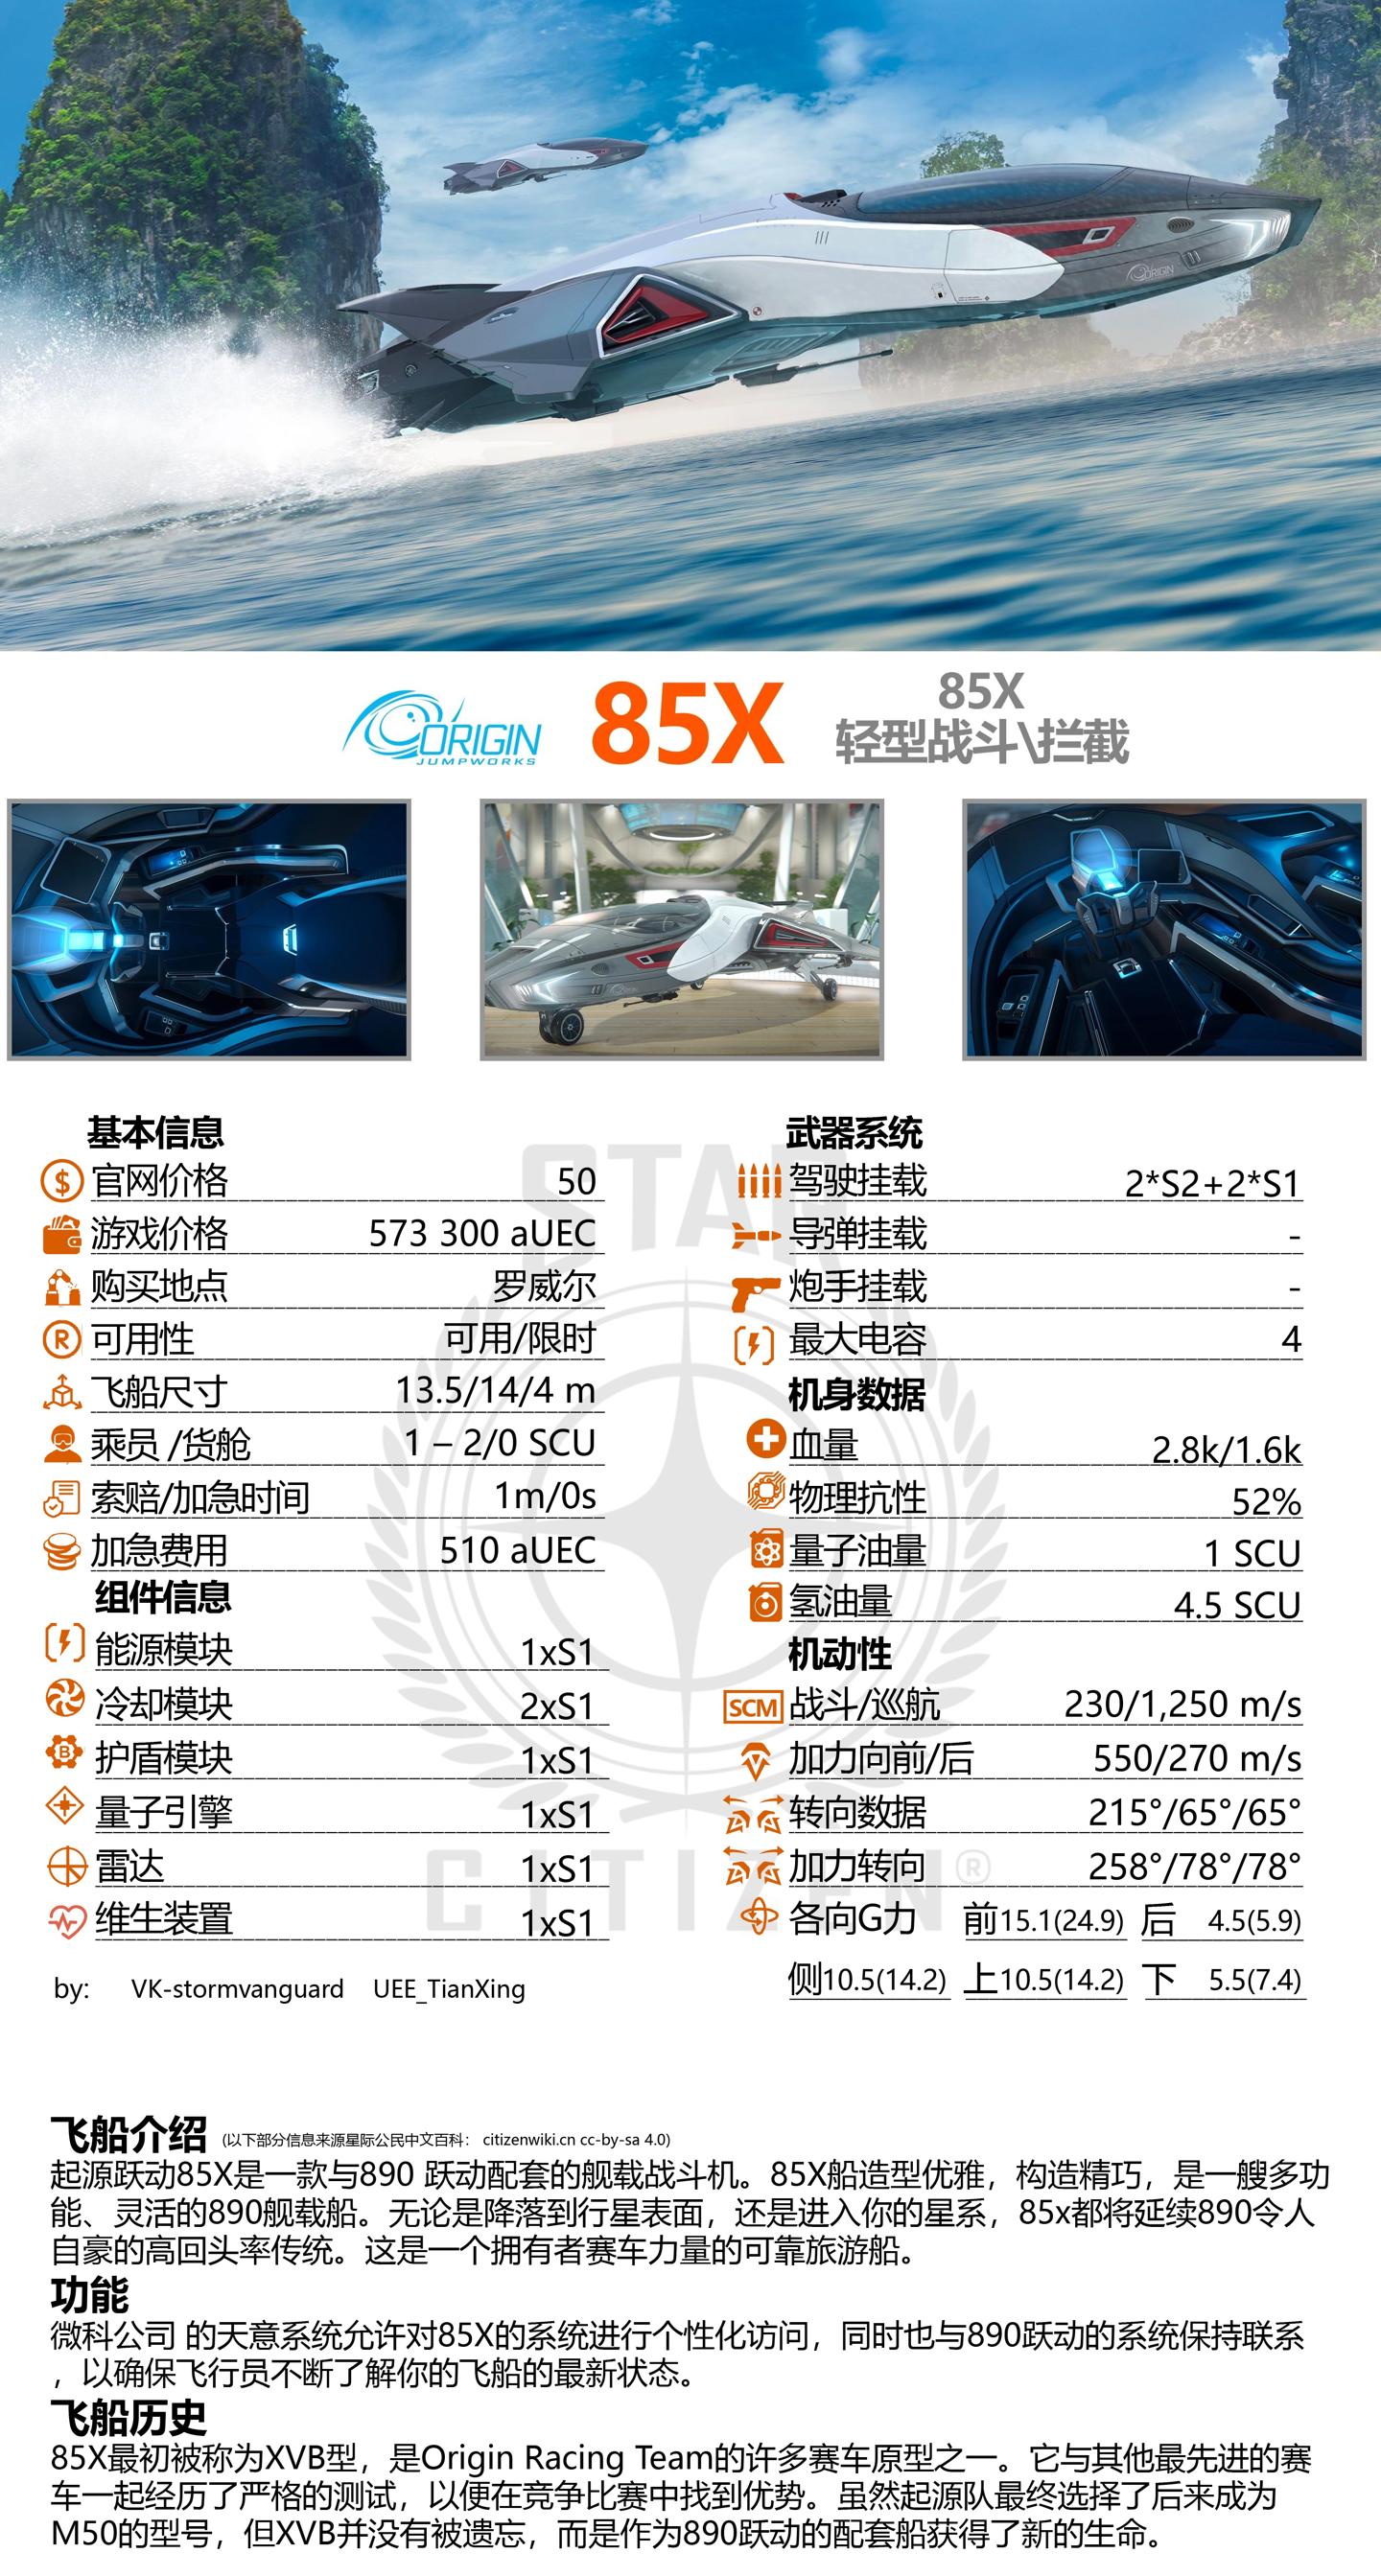 ORIGIN
ORIGIN
JUMPWORKS
85X
85X
轻型战斗\拦截
基本信息
官网价格 50
游戏价格 573 300 aUEC
购买地点 罗威尔
可用性 可用/限时
飞船尺寸 13.5/14/4 m
乘员 /货舱 1 – 2/0 SCU
索赔/加急时间 1m/0s
加急费用 510 aUEC
组件信息
能源模块 1xS1
冷却模块 2xS1
护盾模块 1xS1
量子引擎 1xS1
雷达 1xS1
维生装置 1xS1
by: VK-stormvanguard UEE_TianXing
武器系统
驾驶挂载 2*S2+2*S1
导弹挂载 -
炮手挂载 -
最大电容 4
机身数据
血量 2.8k/1.6k
物理抗性 52%
量子油量 1 SCU
氢油量 4.5 SCU
机动性
SCM 战斗/巡航 230/1,250 m/s
加力向前/后 550/270 m/s
转向数据 215°/65°/65°
加力转向 258°/78°/78°
各向G力 前15.1(24.9) 后 4.5(5.9)
侧10.5(14.2) 上10.5(14.2) 下 5.5(7.4)
STAR
CITIZEN®
飞船介绍 (以下部分信息来源星际公民中文百科： citizenwiki.cn cc-by-sa 4.0)
起源跃动85X是一款与890 跃动配套的舰载战斗机。85X船造型优雅，构造精巧，是一艘多功
能、灵活的890舰载船。无论是降落到行星表面，还是进入你的星系，85x都将延续890令人
自豪的高回头率传统。这是一个拥有者赛车力量的可靠旅游船。
功能
微科公司 的天意系统允许对85X的系统进行个性化访问，同时也与890跃动的系统保持联系
，以确保飞行员不断了解你的飞船的最新状态。
飞船历史
85X最初被称为XVB型，是Origin Racing Team的许多赛车原型之一。它与其他最先进的赛
车一起经历了严格的测试，以便在竞争比赛中找到优势。虽然起源队最终选择了后来成为
M50的型号，但XVB并没有被遗忘，而是作为890跃动的配套船获得了新的生命。